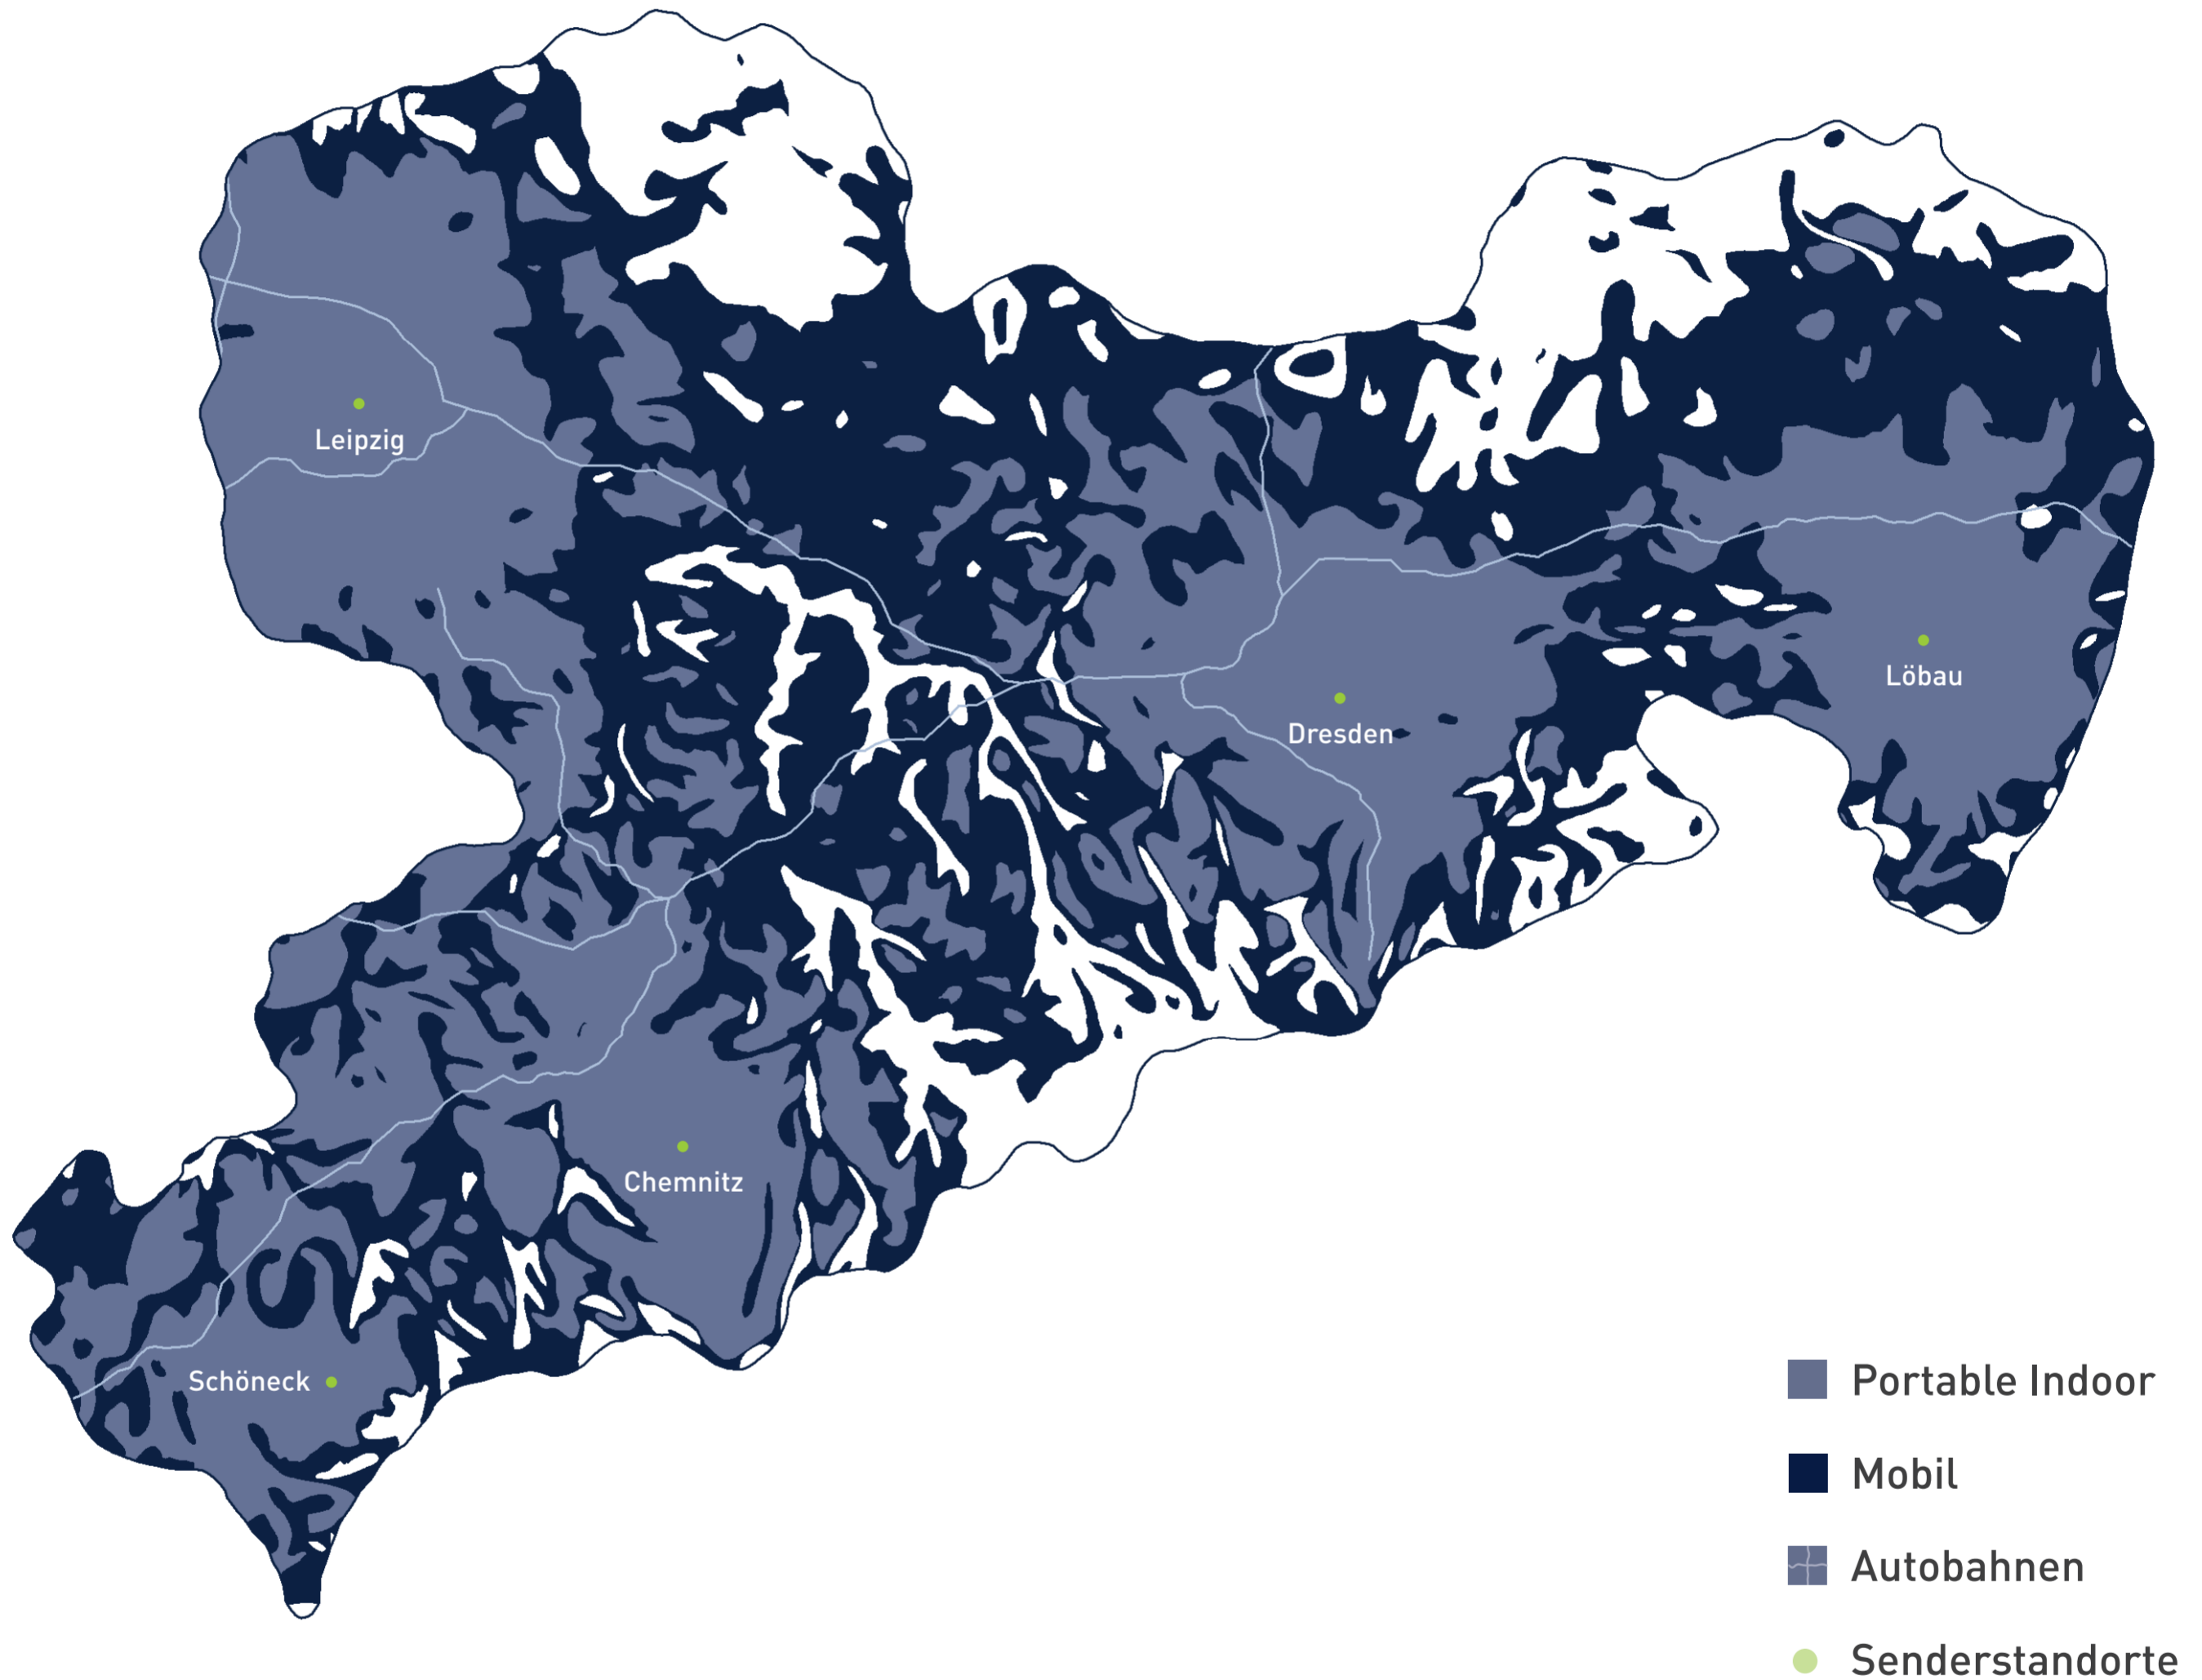 Leipzig
Löbau
Dresden
Chemnitz
Schöneck
Portable Indoor
Mobil
Autobahnen
Senderstandorte